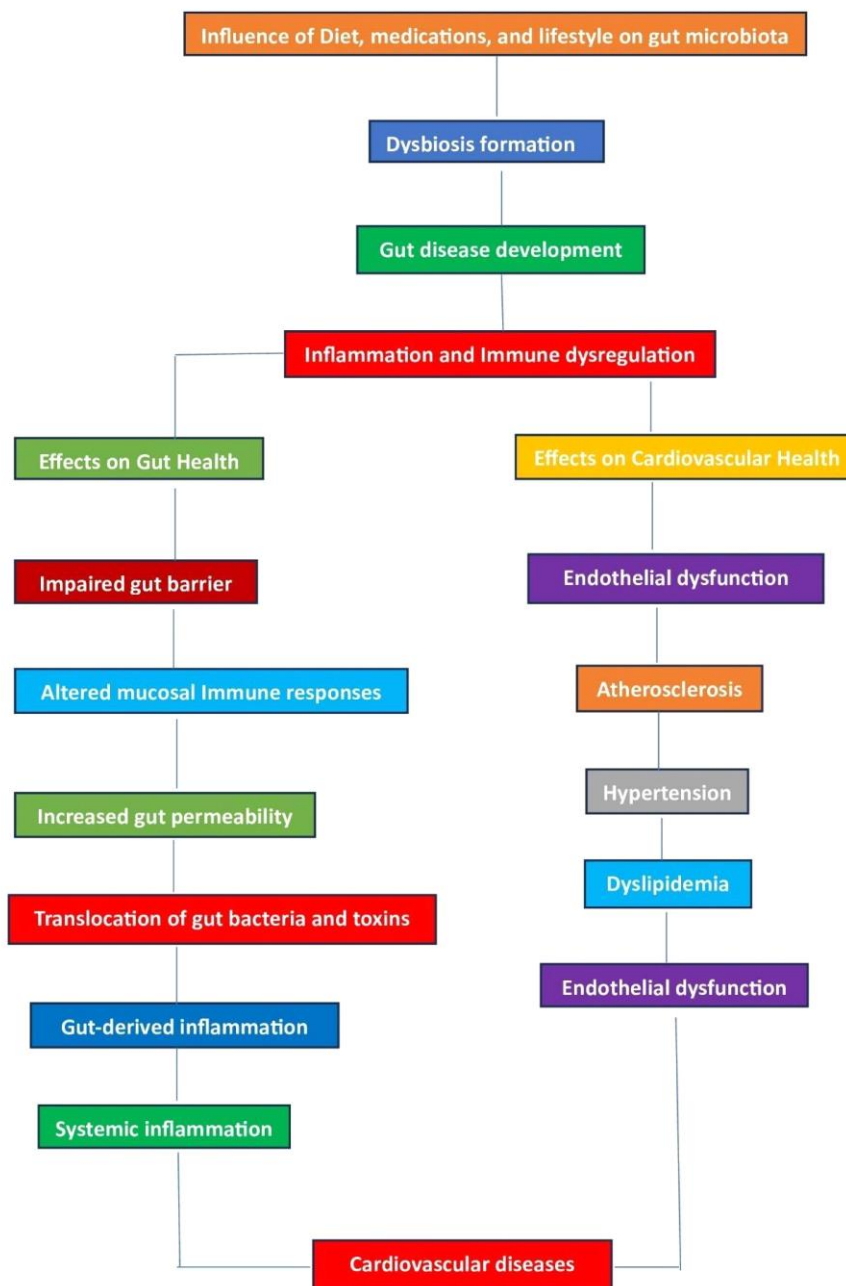 Influence of Diet, medications, and lifestyle on gut microbiota
Dysbiosis formation
Gut disease development
Inflammation and Immune dysregulation
Effects on Gut Health
Impaired gut barrier
Altered mucosal Immune responses
Increased gut permeability
Translocation of gut bacteria and toxins
Gut-derived inflammation
Systemic inflammation
Effects on Cardiovascular Health
Endothelial dysfunction
Atherosclerosis
Hypertension
Dyslipidemia
Endothelial dysfunction
Cardiovascular diseases